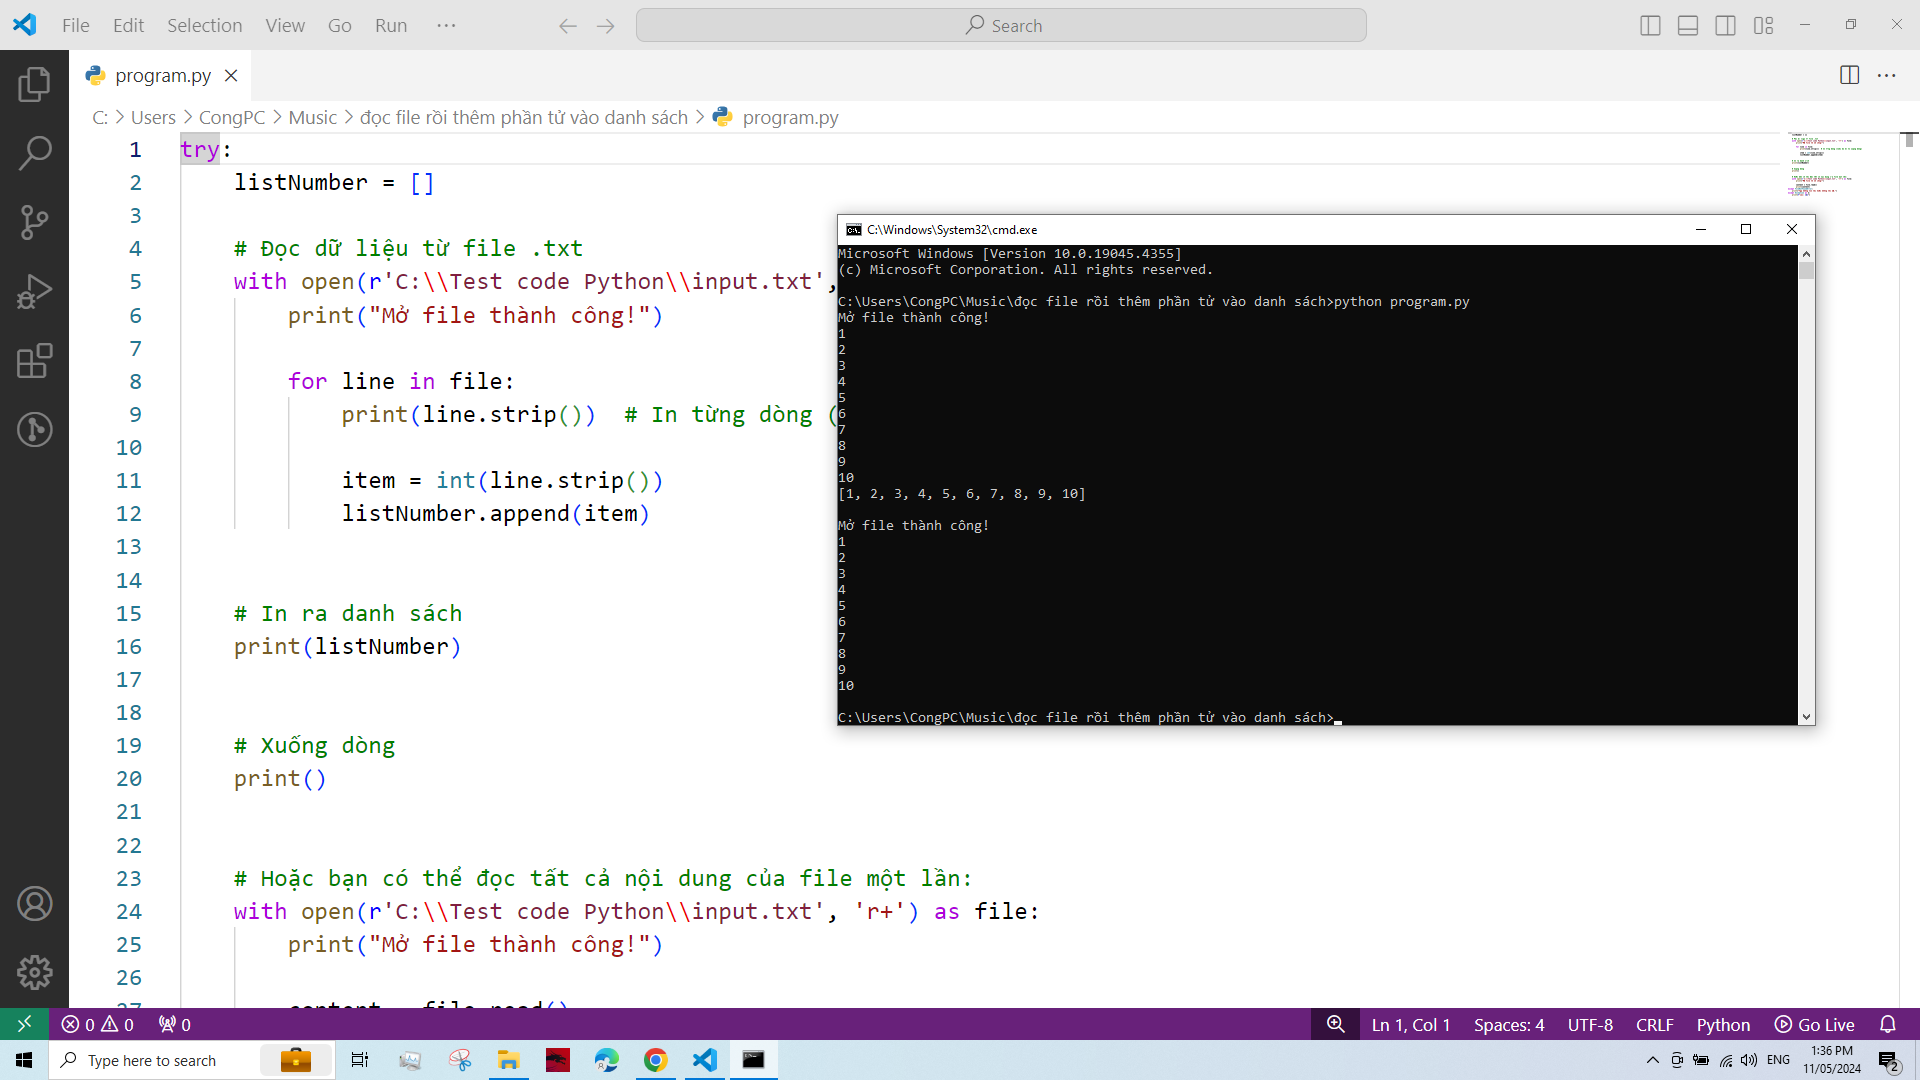 File Edit Selection View Go Run ···
Search
program.py
C: > Users > CongPC > Music > đọc file rồi thêm phần tử vào danh sách > program.py
1 try:
2     listNumber = []
3
4     # Đọc dữ liệu từ file .txt
5     with open(r'C:\\Test code Python\\input.txt',
6         print("Mở file thành công!")
7
8         for line in file:
9             print(line.strip())  # In từng dòng (
10
11             item = int(line.strip())
12             listNumber.append(item)
13
14
15     # In ra danh sách
16     print(listNumber)
17
18
19     # Xuống dòng
20     print()
21
22
23     # Hoặc bạn có thể đọc tất cả nội dung của file một lần:
24     with open(r'C:\\Test code Python\\input.txt', 'r+') as file:
25         print("Mở file thành công!")
26
27         content = file.read()
C:\Windows\System32\cmd.exe
Microsoft Windows [Version 10.0.19045.4355]
(c) Microsoft Corporation. All rights reserved.
C:\Users\CongPC\Music\đọc file rồi thêm phần tử vào danh sách>python program.py
Mở file thành công!
1
2
3
4
5
6
7
8
9
10
[1, 2, 3, 4, 5, 6, 7, 8, 9, 10]
Mở file thành công!
1
2
3
4
5
6
7
8
9
10
C:\Users\CongPC\Music\đọc file rồi thêm phần tử vào danh sách>
0 0 0 Ln 1, Col 1 Spaces: 4 UTF-8 CRLF Python Go Live
Type here to search
ENG
1:36 PM
11/05/2024
2